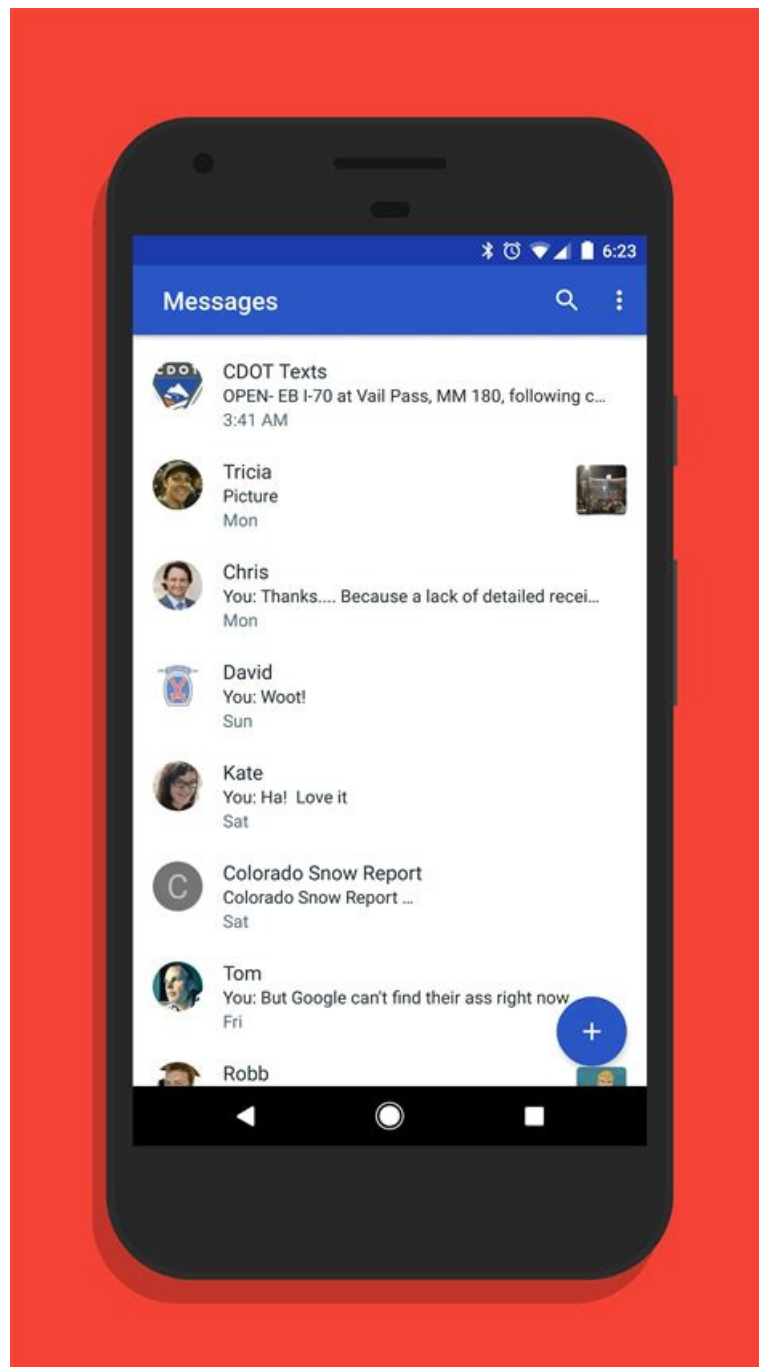 6:23
Messages
CDOT
CDOT Texts
OPEN- EB I-70 at Vail Pass, MM 180, following c…
3:41 AM
Tricia
Picture
Mon
Chris
You: Thanks.... Because a lack of detailed recei…
Mon
David
You: Woot!
Sun
Kate
You: Ha!  Love it
Sat
C
Colorado Snow Report
Colorado Snow Report …
Sat
Tom
You: But Google can't find their ass right now
Fri
+
Robb